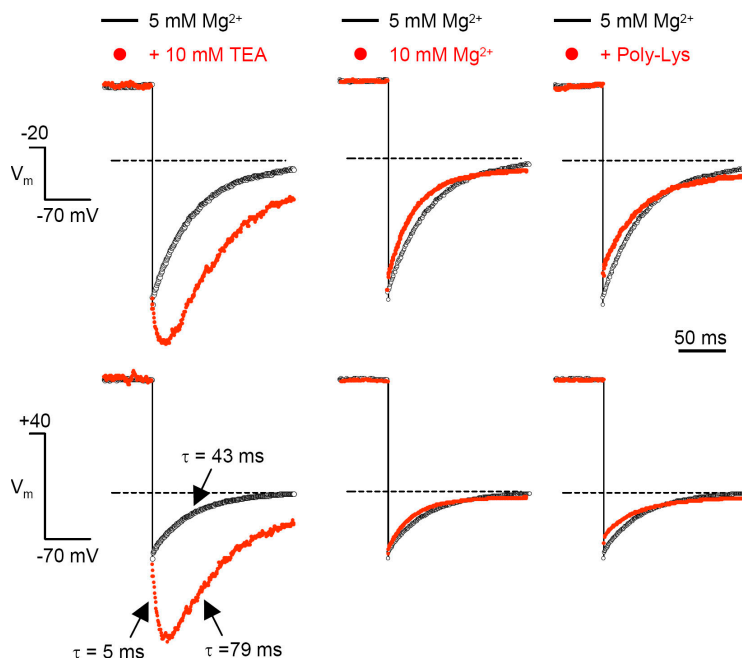 5 mM Mg²⁺
+ 10 mM TEA
5 mM Mg²⁺
10 mM Mg²⁺
5 mM Mg²⁺
+ Poly-Lys
-20
Vₘ
-70 mV
50 ms
+40
Vₘ
-70 mV
τ = 43 ms
τ = 5 ms
τ =79 ms